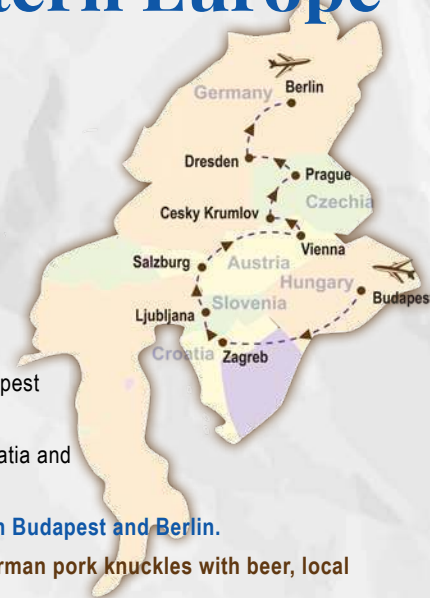 tern Europe
Germany
Berlin
Dresden
Prague
Czechia
Cesky Krumlov
Vienna
Salzburg
Austria
Hungary
Budapes
Slovenia
Ljubljana
Croatia
Zagreb
pest
atia and
n Budapest and Berlin.
rman pork knuckles with beer, local